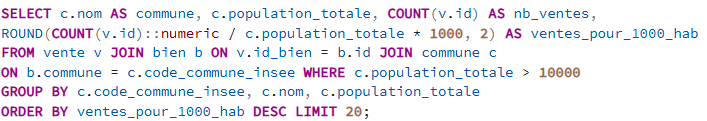 SELECT c.nom AS commune, c.population_totale, COUNT(v.id) AS nb_ventes,
ROUND(COUNT(v.id)::numeric / c.population_totale * 1000, 2) AS ventes_pour_1000_hab
FROM vente v JOIN bien b ON v.id_bien = b.id JOIN commune c
ON b.commune = c.code_commune_insee WHERE c.population_totale > 10000
GROUP BY c.code_commune_insee, c.nom, c.population_totale
ORDER BY ventes_pour_1000_hab DESC LIMIT 20;